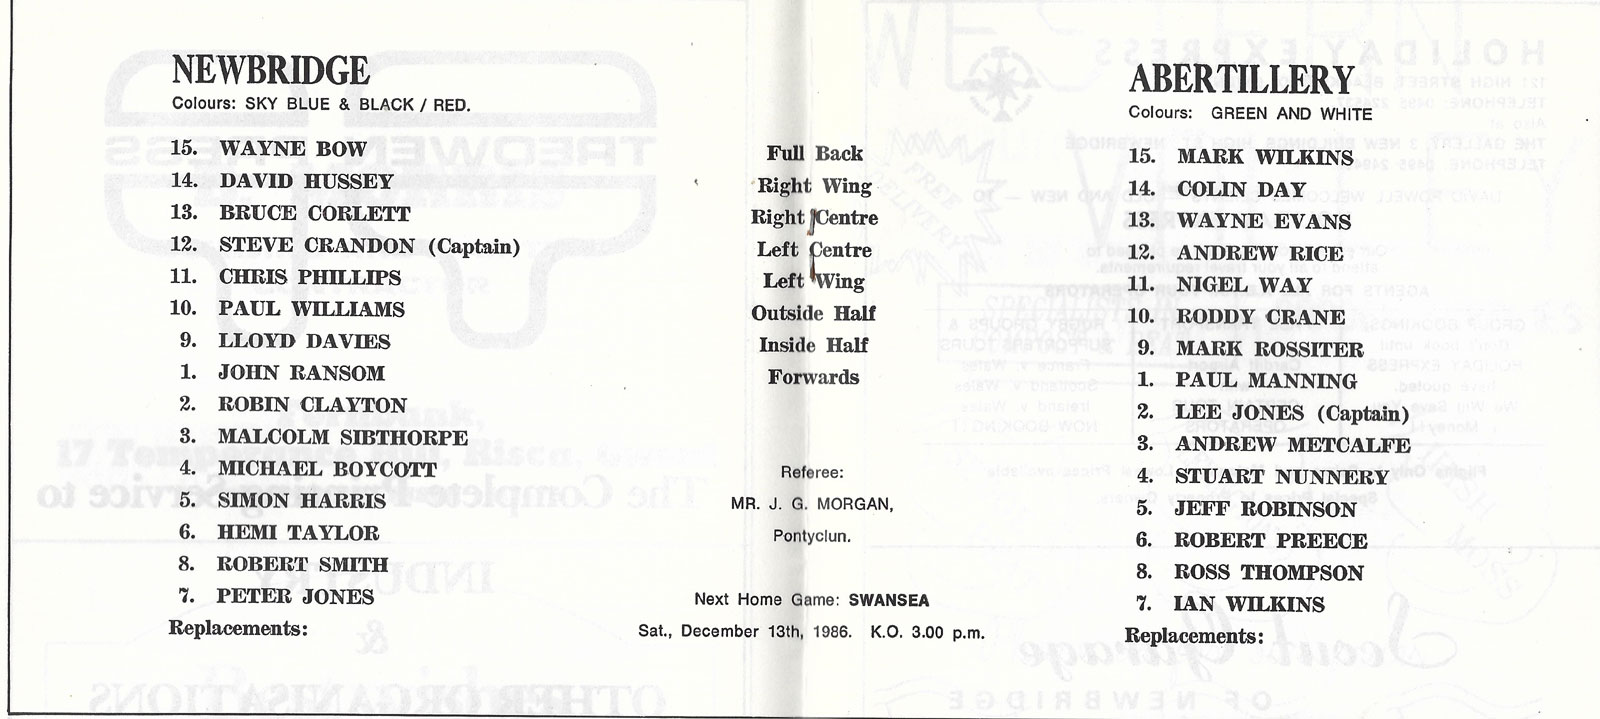 NEWBRIDGE
Colours: SKY BLUE & BLACK / RED.
15. WAYNE BOW
14. DAVID HUSSEY
13. BRUCE CORLETT
12. STEVE CRANDON (Captain)
11. CHRIS PHILLIPS
10. PAUL WILLIAMS
9. LLOYD DAVIES
1. JOHN RANSOM
2. ROBIN CLAYTON
3. MALCOLM SIBTHORPE
4. MICHAEL BOYCOTT
5. SIMON HARRIS
6. HEMI TAYLOR
8. ROBERT SMITH
7. PETER JONES
Replacements:
Full Back
Right Wing
Right Centre
Left Centre
Left Wing
Outside Half
Inside Half
Forwards
Referee:
MR. J. G. MORGAN,
Pontyclun.
Next Home Game: SWANSEA
Sat., December 13th, 1986. K.O. 3.00 p.m.
ABERTILLERY
Colours: GREEN AND WHITE
15. MARK WILKINS
14. COLIN DAY
13. WAYNE EVANS
12. ANDREW RICE
11. NIGEL WAY
10. RODDY CRANE
9. MARK ROSSITER
1. PAUL MANNING
2. LEE JONES (Captain)
3. ANDREW METCALFE
4. STUART NUNNERY
5. JEFF ROBINSON
6. ROBERT PREECE
8. ROSS THOMPSON
7. IAN WILKINS
Replacements: